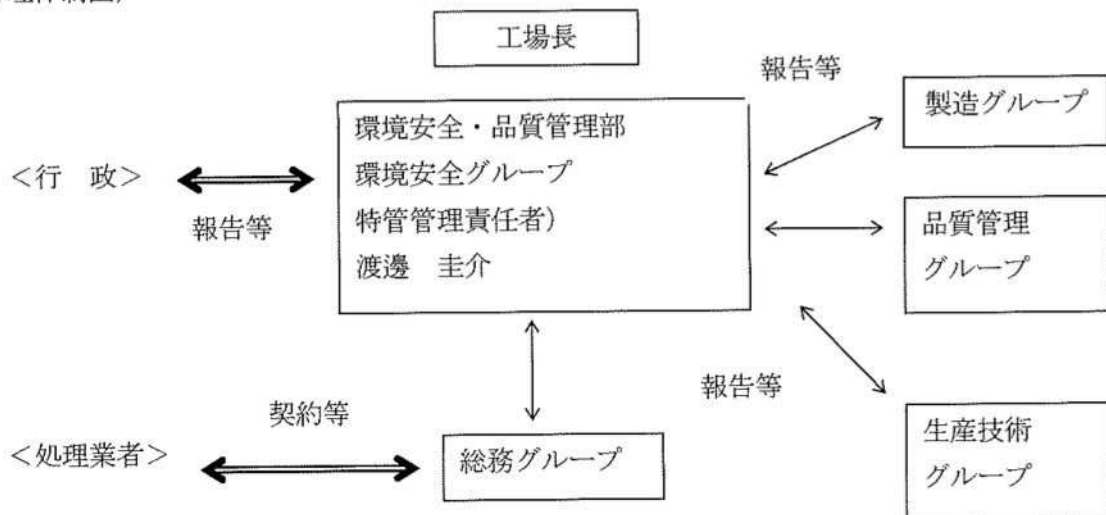 工場長
報告等
製造グループ
環境安全・品質管理部
環境安全グループ
特管管理責任者)
渡邊 圭介
<行 政>
報告等
品質管理
グループ
報告等
契約等
<処理業者>
総務グループ
生産技術
グループ